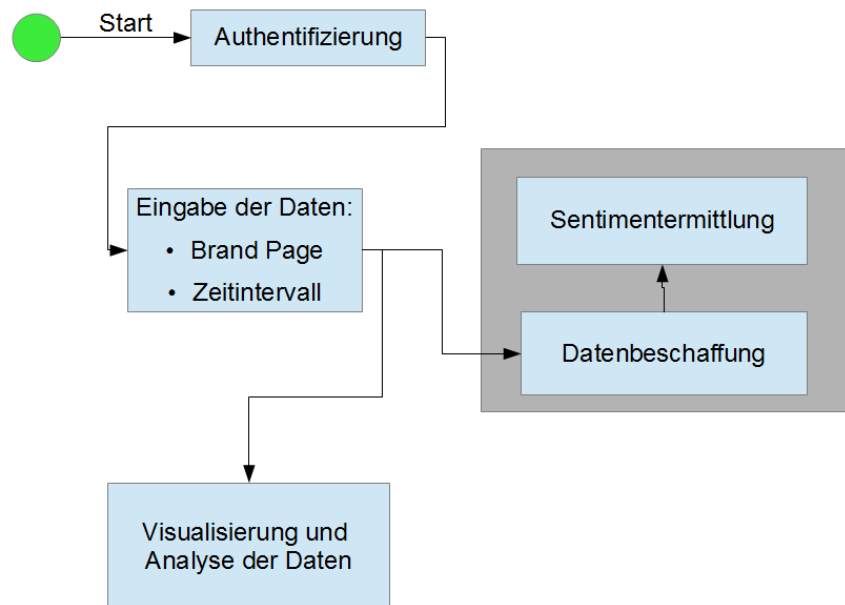 Start
Authentifizierung
Eingabe der Daten:
• Brand Page
• Zeitintervall
Sentimentermittlung
Datenbeschaffung
Visualisierung und
Analyse der Daten